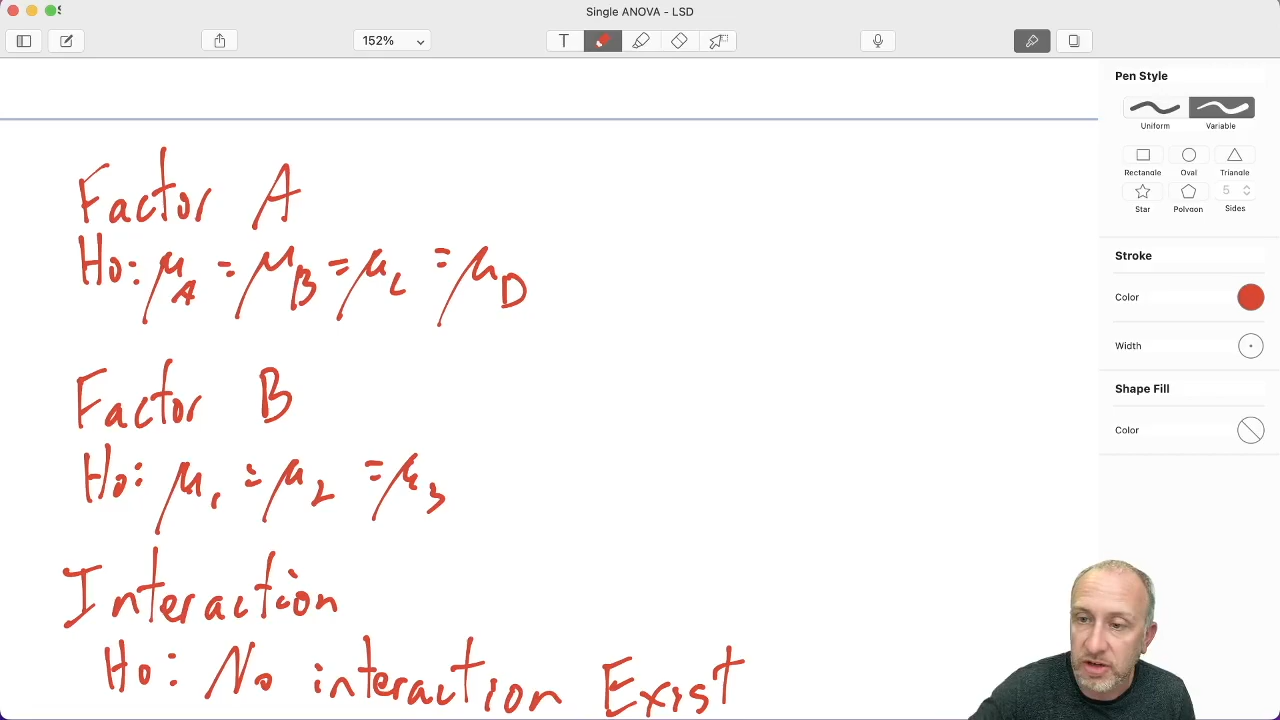 Single ANOVA - LSD
152%
T
Pen Style
Uniform
Variable
Rectangle
Oval
Triangle
Star
Polygon
5
Sides
Stroke
Color
Width
Shape Fill
Color
Factor A
Ho: μA = μB = μC = μD
Factor B
Ho: μ1 = μ2 = μ3
Interaction
Ho: No interaction Exist